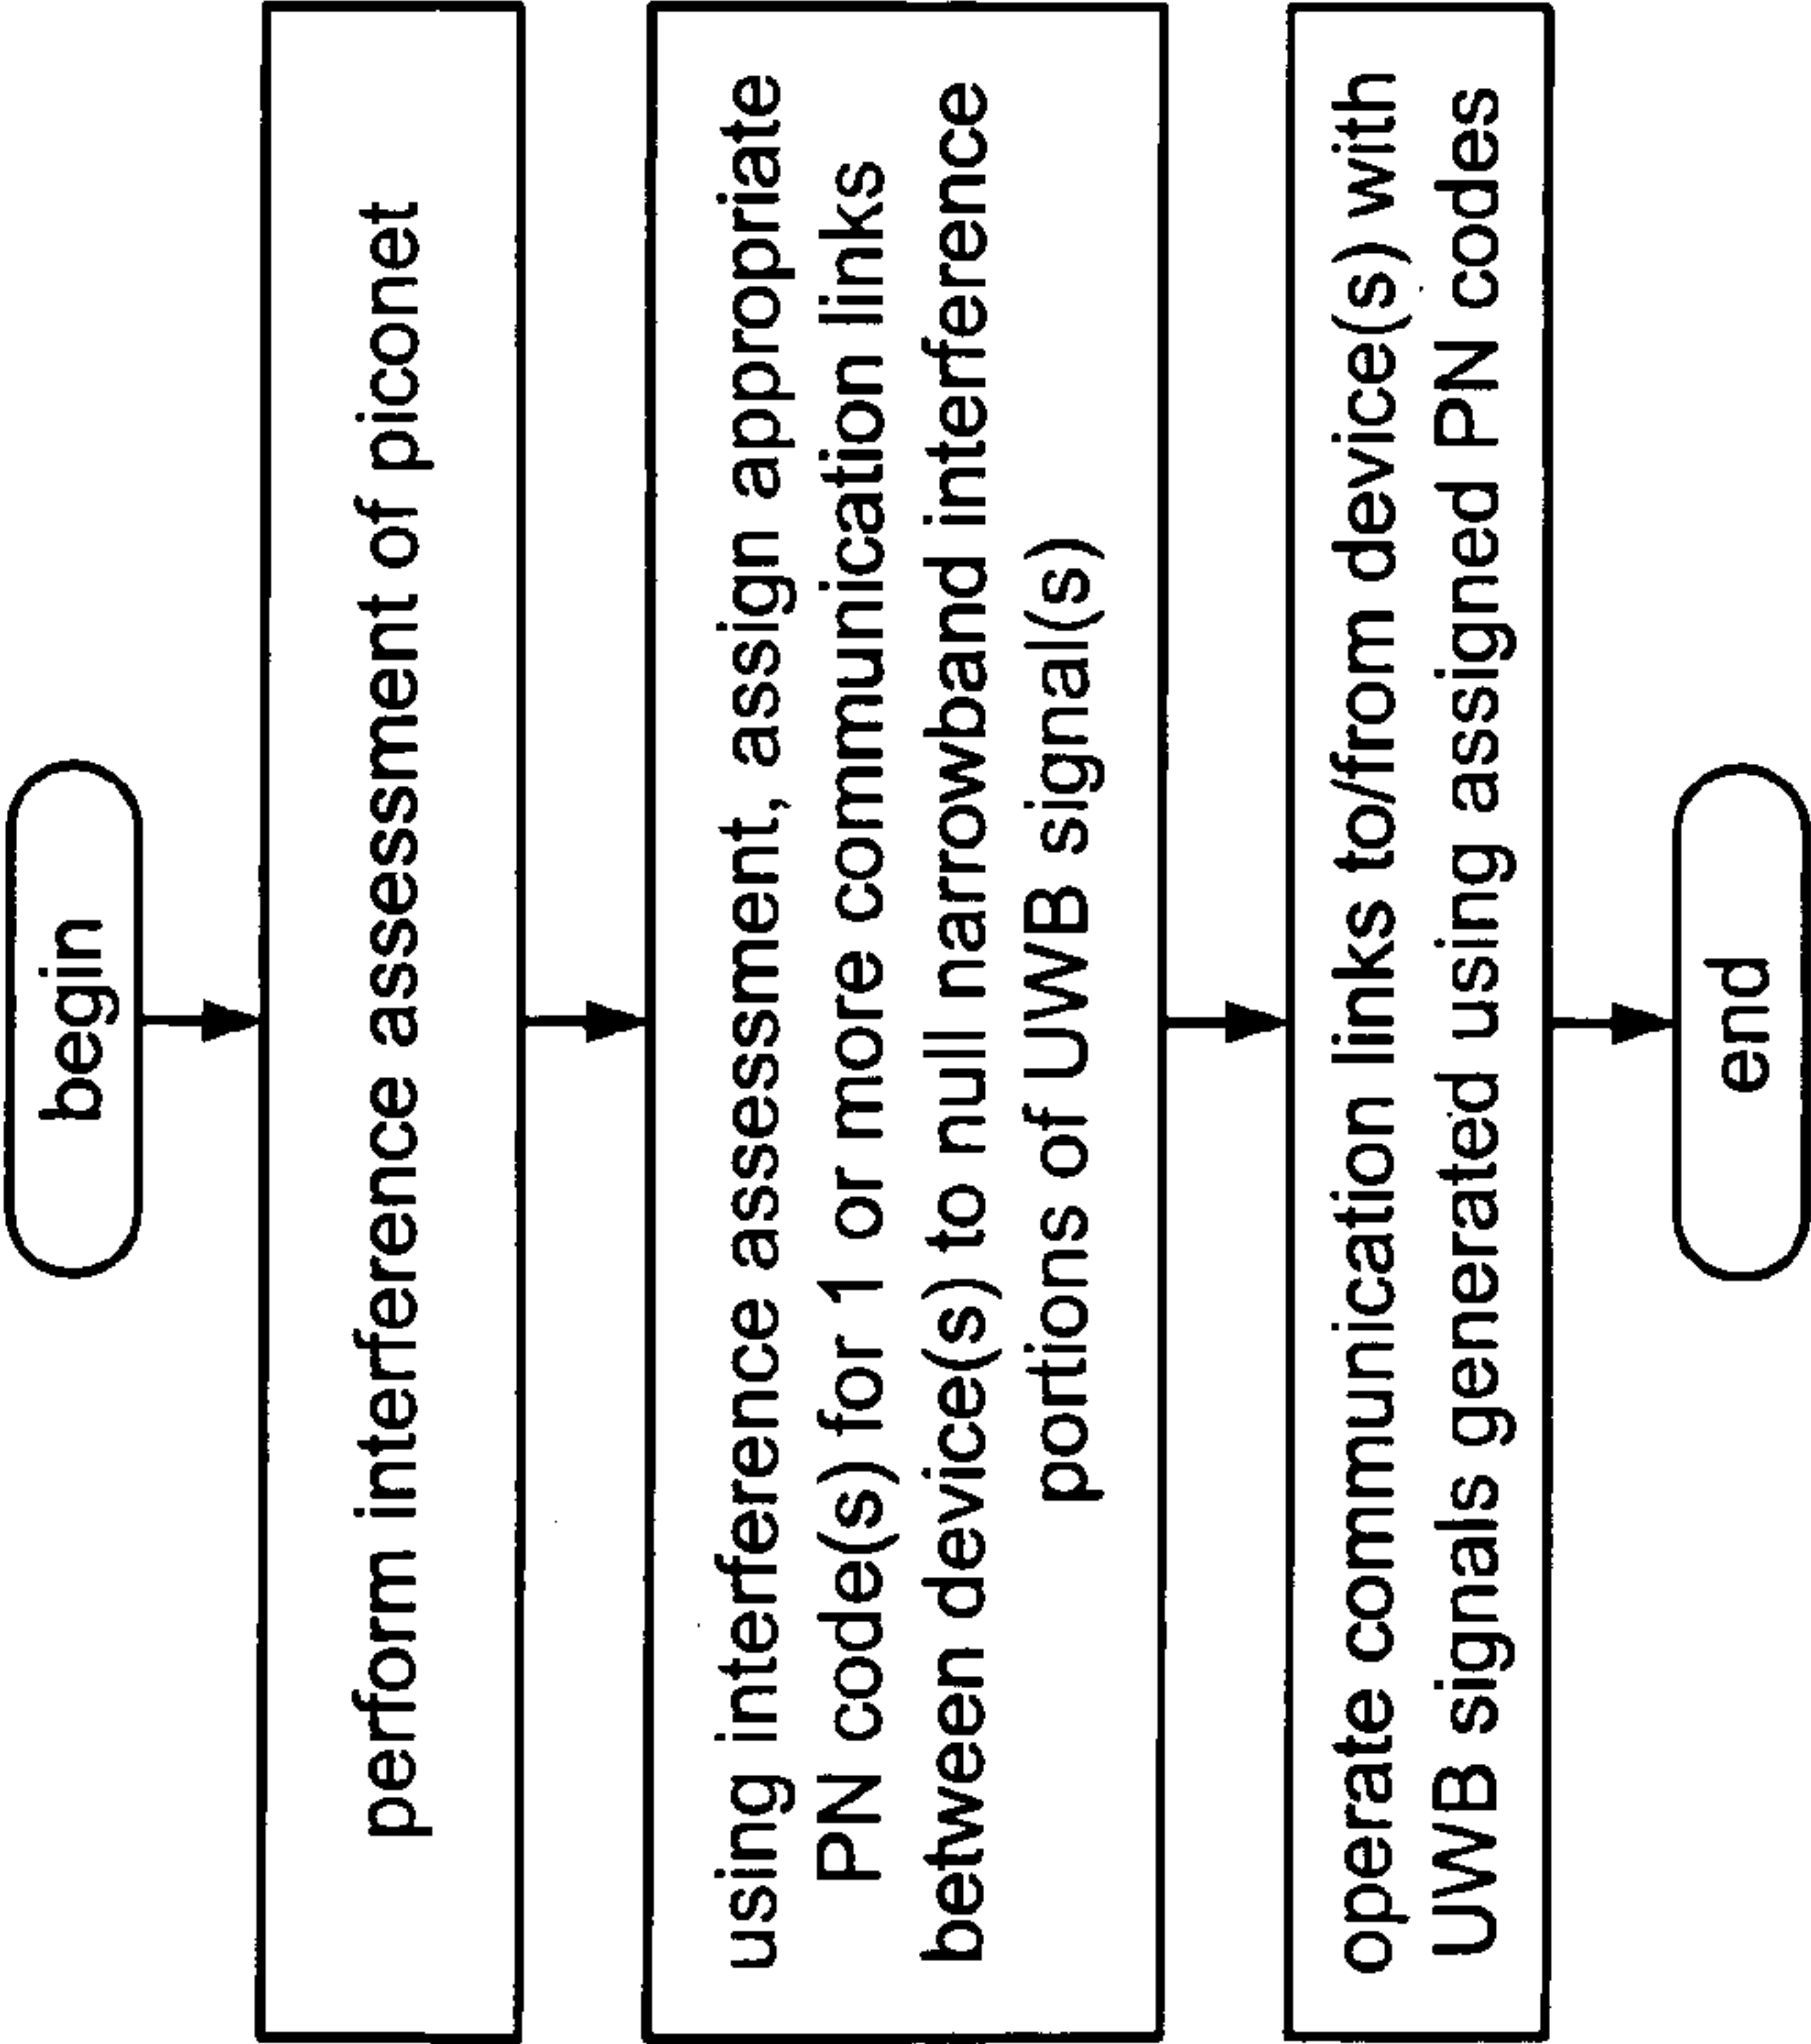 begin
perform interference assessment of piconet
using interference assessment, assign appropriate
PN code(s) for 1 or more communication links
between device(s) to null narrowband interference
portions of UWB signal(s)
operate communication links to/from device(s) with
UWB signals generated using assigned PN codes
end